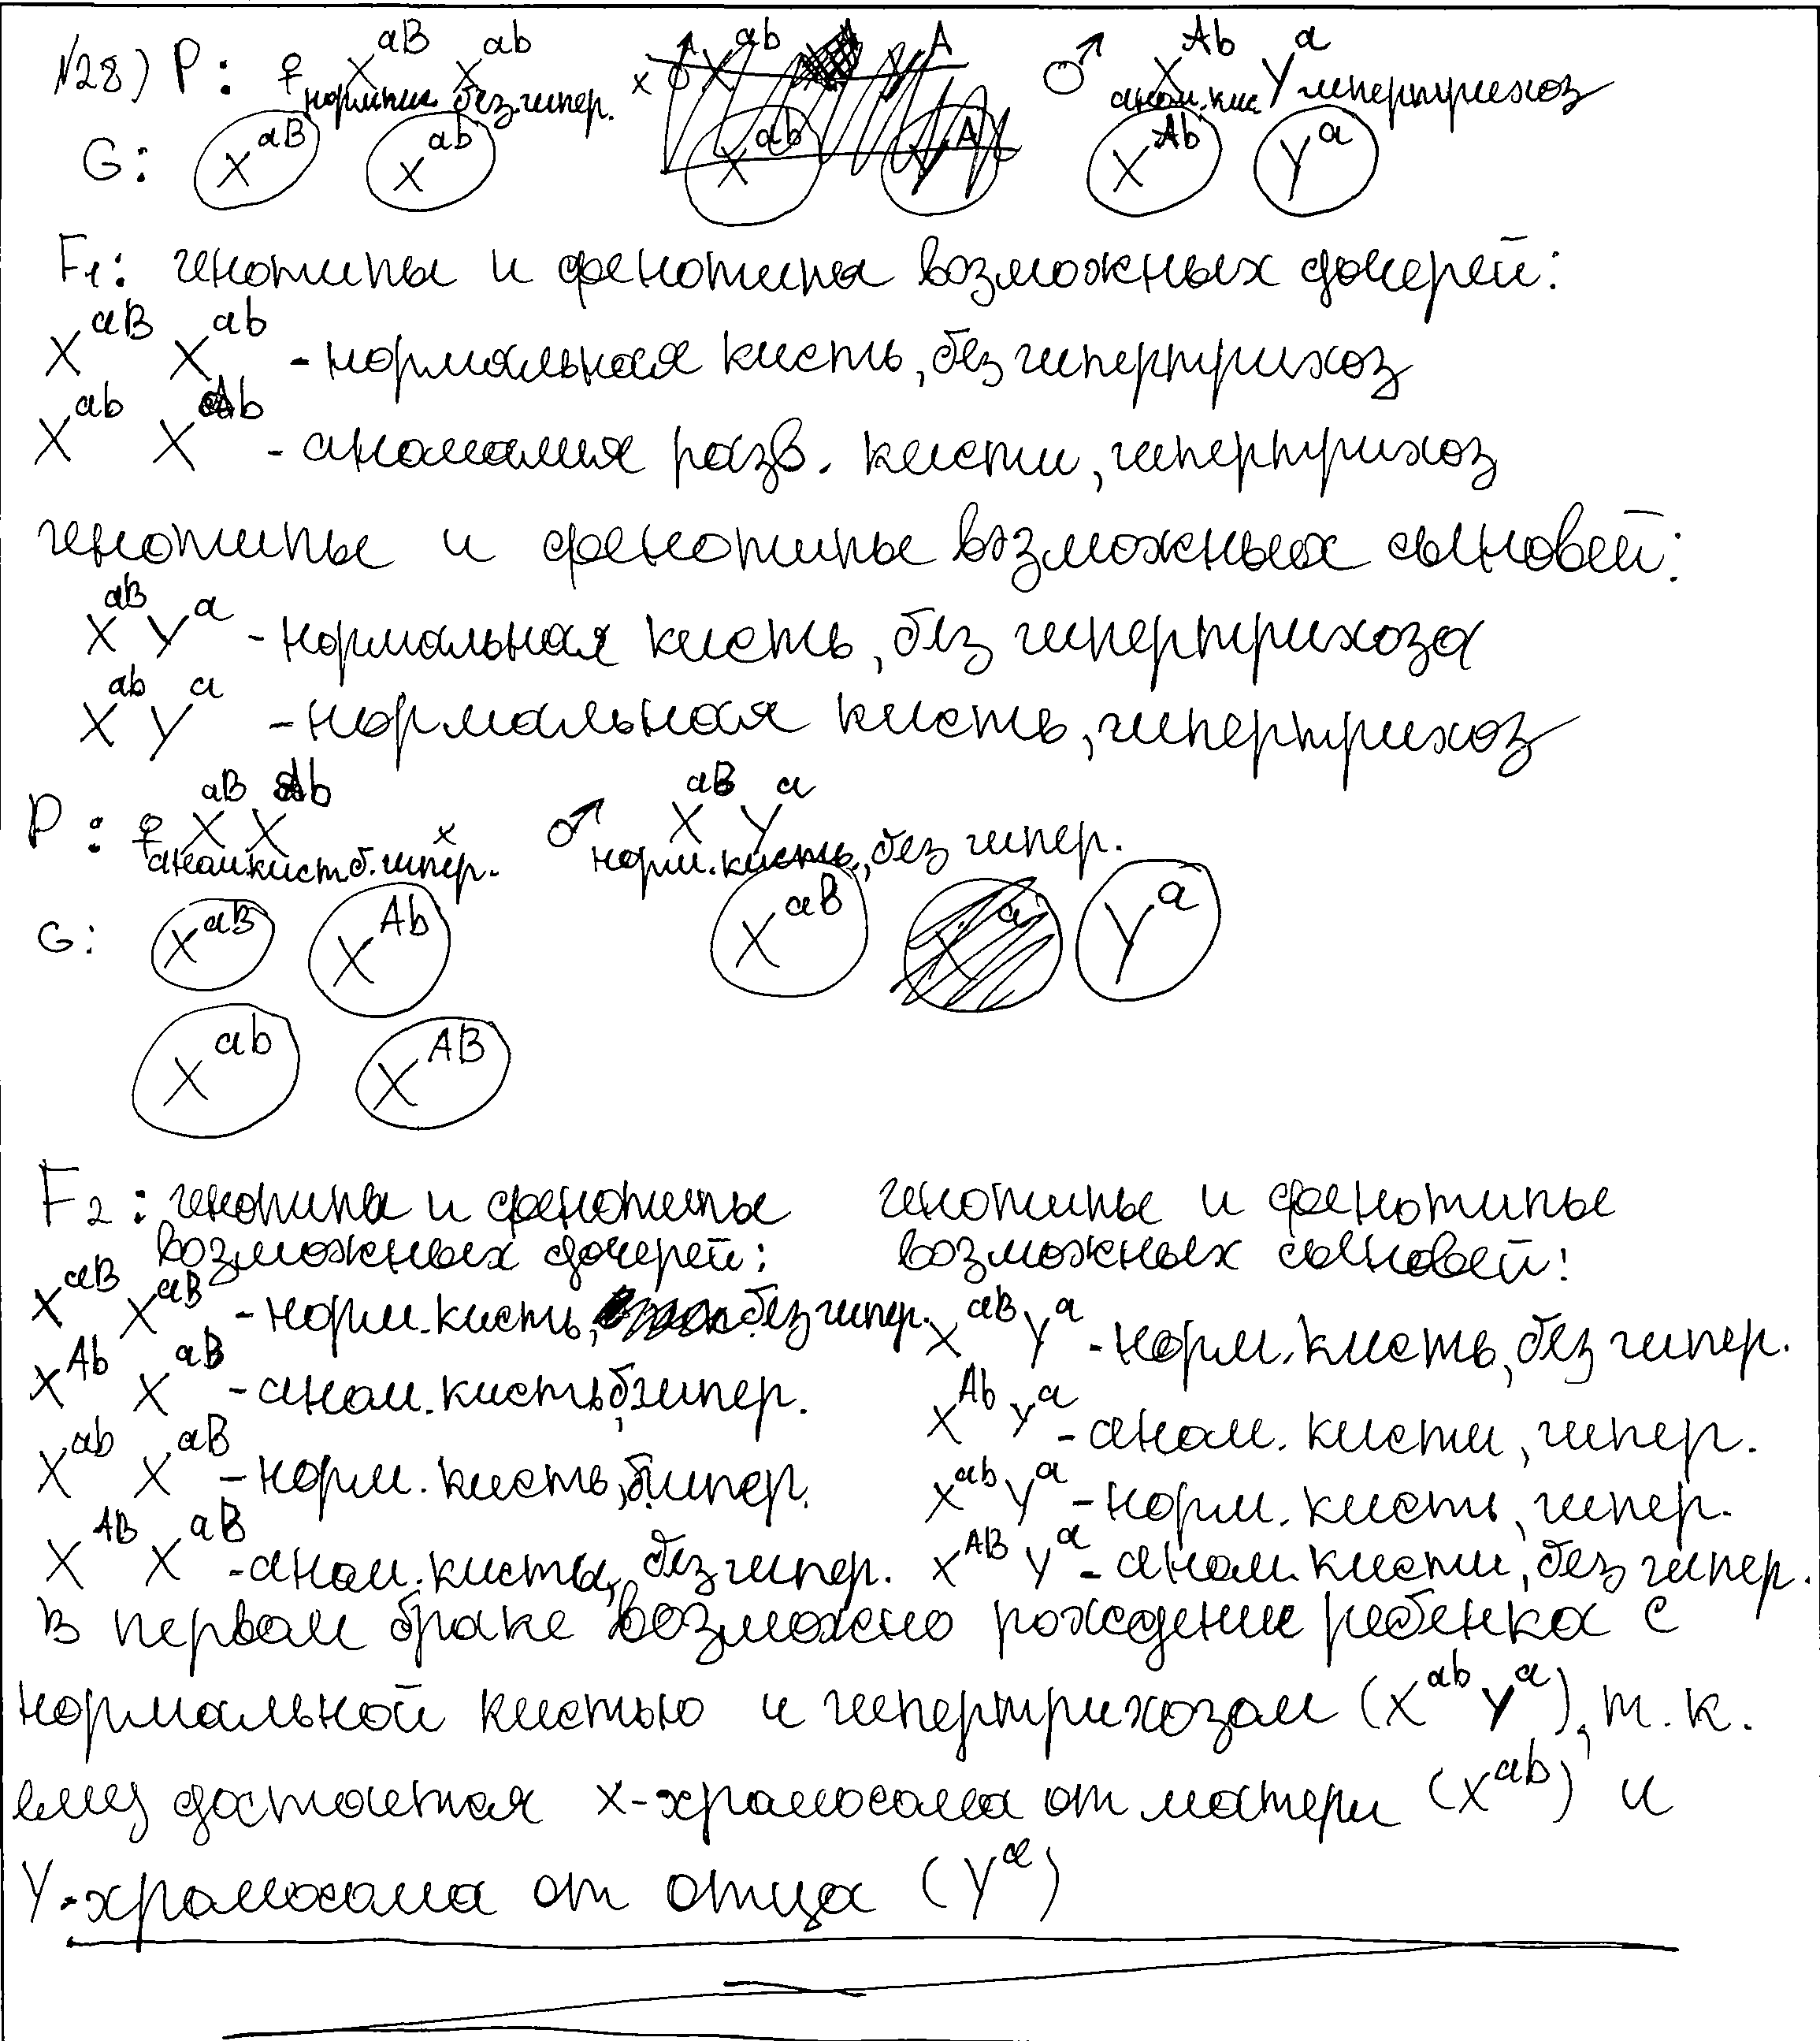 №28) P: ♀ X^aB X^ab x ♂ X^Ab Y^a
норм.кис. без гипер. аном.кис гипертрихоз
G: X^aB X^ab X^Ab Y^a
F1: генотипы и фенотипы возможных дочерей:
X^aB X^ab - нормальная кисть, без гипертрихоз
X^ab X^Ab - аномалия разв. кисти, гипертрихоз
генотипы и фенотипы возможных сыновей:
X^aB Y^a - нормальная кисть, без гипертрихоза
X^ab Y^a - нормальная кисть, гипертрихоз
P: ♀ X^aB X^Ab x ♂ X^aB Y^a
аном.кист б. гипер. норм.кисть, без гипер.
G: X^aB X^Ab X^aB Y^a
X^ab X^AB
F2: генотипы и фенотипы генотипы и фенотипы
возможных дочерей: возможных сыновей:
X^aB X^aB - норм.кисть, без гипер. X^aB Y^a - норм.кисть, без гипер.
X^Ab X^aB - аном.кисть, б.гипер. X^Ab Y^a - аном. кисти, гипер.
X^ab X^aB - норм. кисть, б.гипер. X^ab Y^a - норм. кисть, гипер.
X^AB X^aB - аном.кисты, без гипер. X^AB Y^a - аном.кисти, без гипер.
в первом браке возможно рождение ребенка с
нормальной кистью и гипертрихозом (X^ab Y^a), т.к.
ему достается х-хромосома от матери (X^ab) и
Y-хромосома от отца (Y^a)